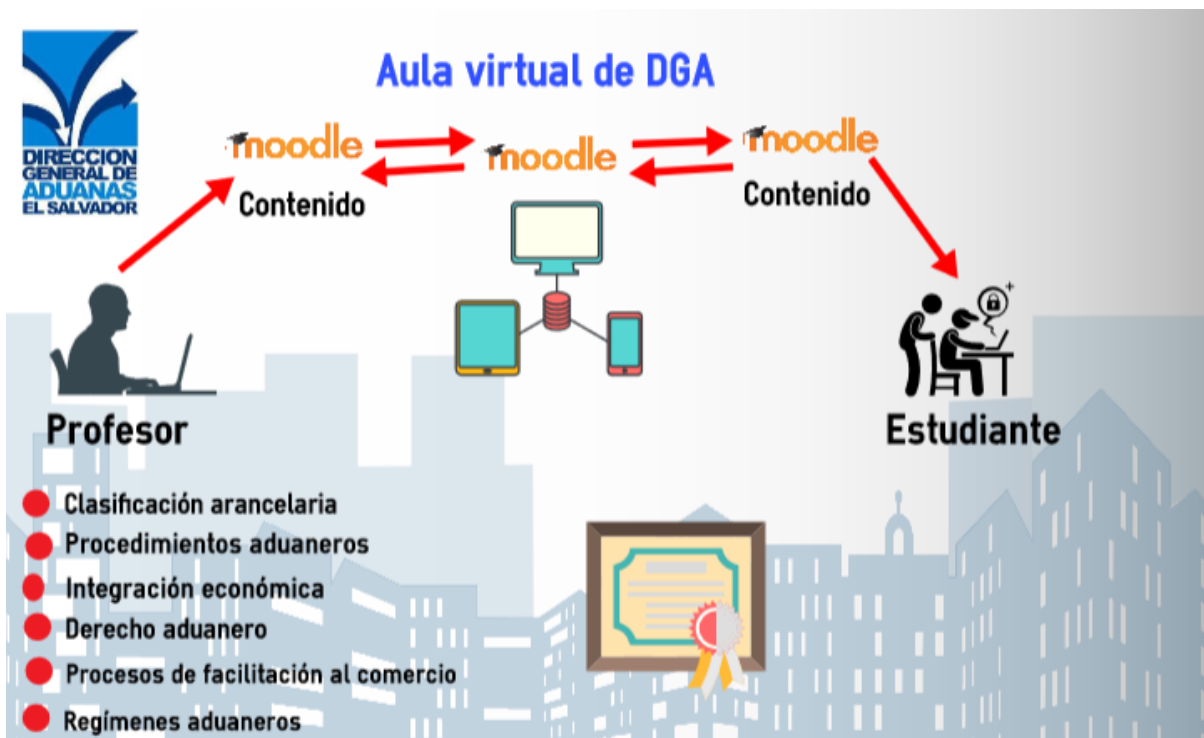 Aula virtual de DGA
DIRECCION
GENERAL DE
ADUANAS
EL SALVADOR
moodle
moodle
moodle
Contenido
Contenido
Profesor
Estudiante
Clasificación arancelaria
Procedimientos aduaneros
Integración económica
Derecho aduanero
Procesos de facilitación al comercio
Regímenes aduaneros